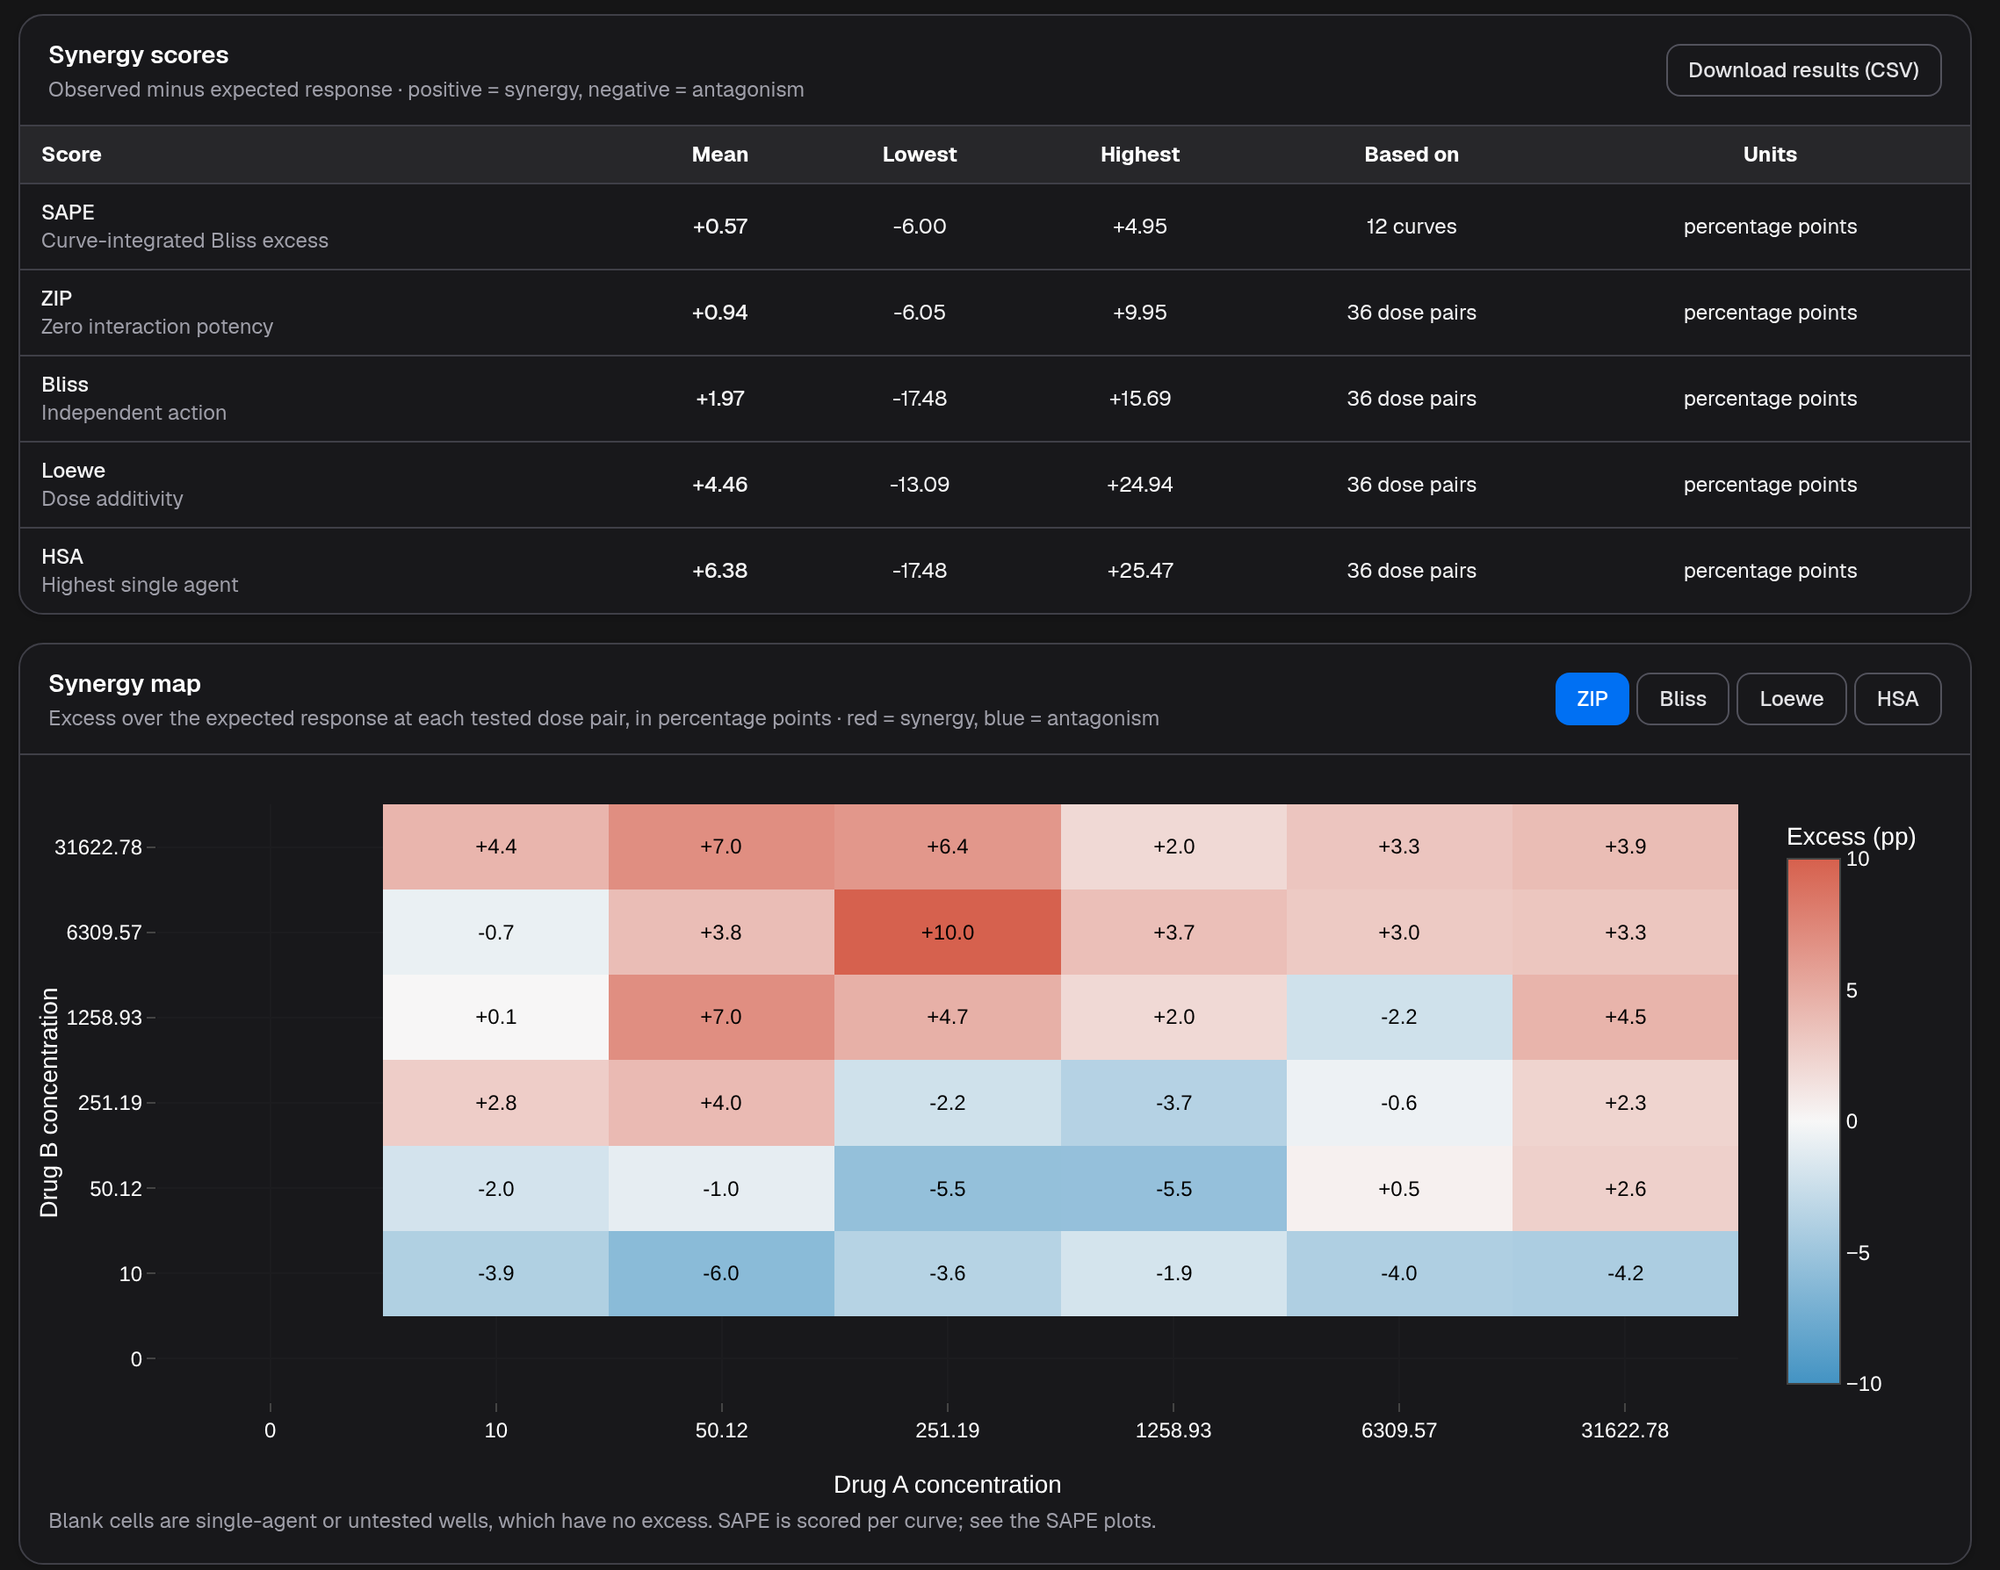 Synergy scores
Observed minus expected response · positive = synergy, negative = antagonism
Download results (CSV)
Score Mean Lowest Highest Based on Units
SAPE
Curve-integrated Bliss excess
+0.57 -6.00 +4.95 12 curves percentage points
ZIP
Zero interaction potency
+0.94 -6.05 +9.95 36 dose pairs percentage points
Bliss
Independent action
+1.97 -17.48 +15.69 36 dose pairs percentage points
Loewe
Dose additivity
+4.46 -13.09 +24.94 36 dose pairs percentage points
HSA
Highest single agent
+6.38 -17.48 +25.47 36 dose pairs percentage points
Synergy map
Excess over the expected response at each tested dose pair, in percentage points · red = synergy, blue = antagonism
ZIP Bliss Loewe HSA
Drug B concentration
31622.78 +4.4 +7.0 +6.4 +2.0 +3.3 +3.9
6309.57 -0.7 +3.8 +10.0 +3.7 +3.0 +3.3
1258.93 +0.1 +7.0 +4.7 +2.0 -2.2 +4.5
251.19 +2.8 +4.0 -2.2 -3.7 -0.6 +2.3
50.12 -2.0 -1.0 -5.5 -5.5 +0.5 +2.6
10 -3.9 -6.0 -3.6 -1.9 -4.0 -4.2
0
0 10 50.12 251.19 1258.93 6309.57 31622.78
Drug A concentration
Excess (pp)
10
5
0
−5
−10
Blank cells are single-agent or untested wells, which have no excess. SAPE is scored per curve; see the SAPE plots.